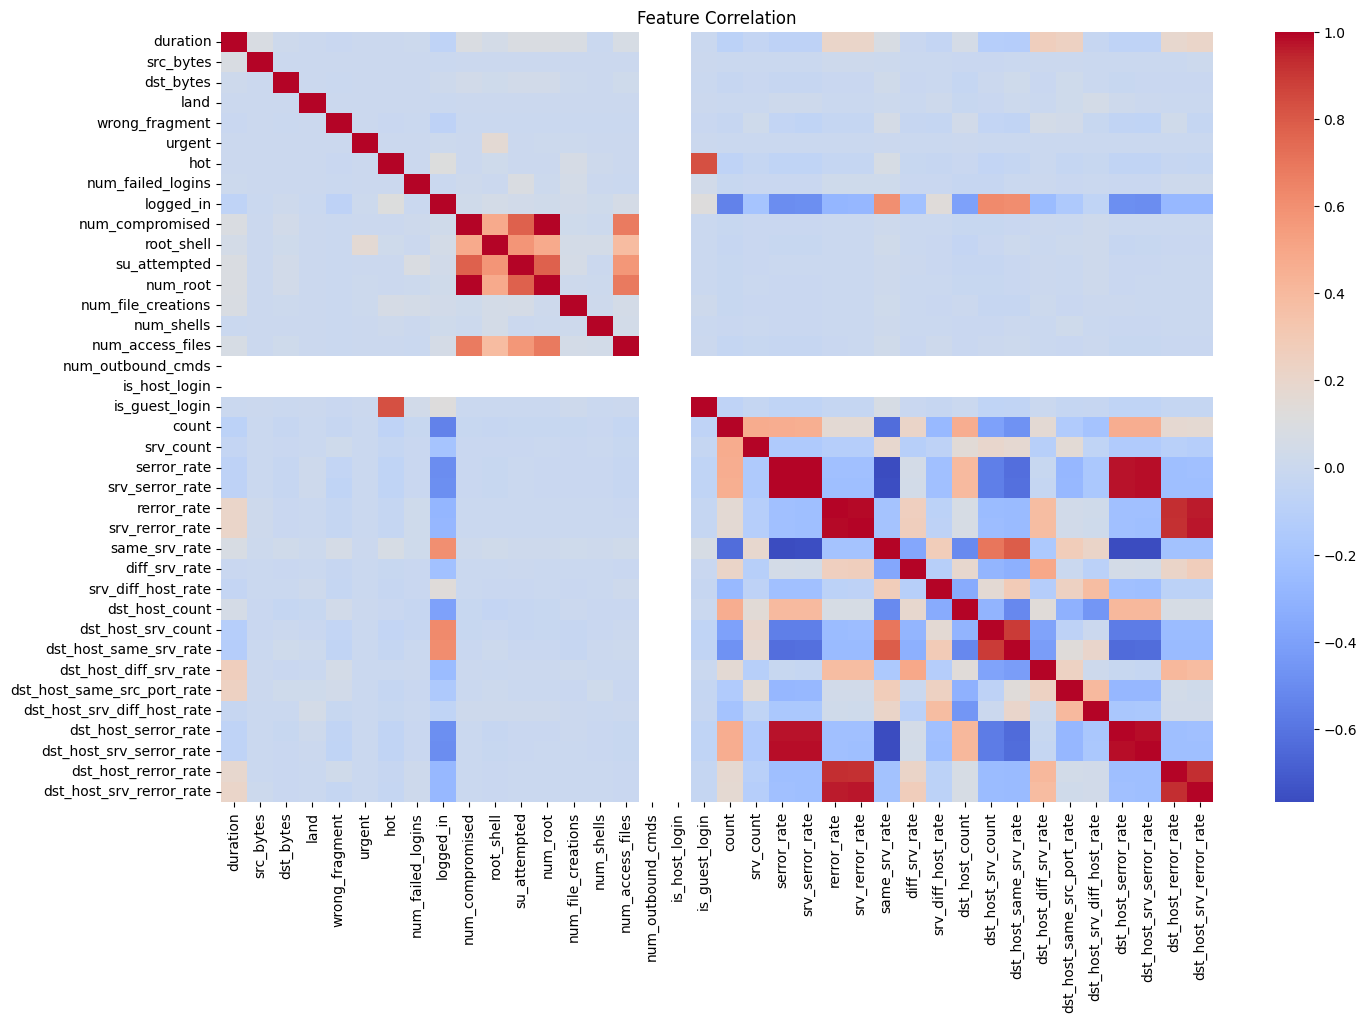 Feature Correlation
duration
src_bytes
dst_bytes
land
wrong_fragment
urgent
hot
num_failed_logins
logged_in
num_compromised
root_shell
su_attempted
num_root
num_file_creations
num_shells
num_access_files
num_outbound_cmds
is_host_login
is_guest_login
count
srv_count
serror_rate
srv_serror_rate
rerror_rate
srv_rerror_rate
same_srv_rate
diff_srv_rate
srv_diff_host_rate
dst_host_count
dst_host_srv_count
dst_host_same_srv_rate
dst_host_diff_srv_rate
dst_host_same_src_port_rate
dst_host_srv_diff_host_rate
dst_host_serror_rate
dst_host_srv_serror_rate
dst_host_rerror_rate
dst_host_srv_rerror_rate
duration
src_bytes
dst_bytes
land
wrong_fragment
urgent
hot
num_failed_logins
logged_in
num_compromised
root_shell
su_attempted
num_root
num_file_creations
num_shells
num_access_files
num_outbound_cmds
is_host_login
is_guest_login
count
srv_count
serror_rate
srv_serror_rate
rerror_rate
srv_rerror_rate
same_srv_rate
diff_srv_rate
srv_diff_host_rate
dst_host_count
dst_host_srv_count
dst_host_same_srv_rate
dst_host_diff_srv_rate
dst_host_same_src_port_rate
dst_host_srv_diff_host_rate
dst_host_serror_rate
dst_host_srv_serror_rate
dst_host_rerror_rate
dst_host_srv_rerror_rate
1.0
0.8
0.6
0.4
0.2
0.0
−0.2
−0.4
−0.6